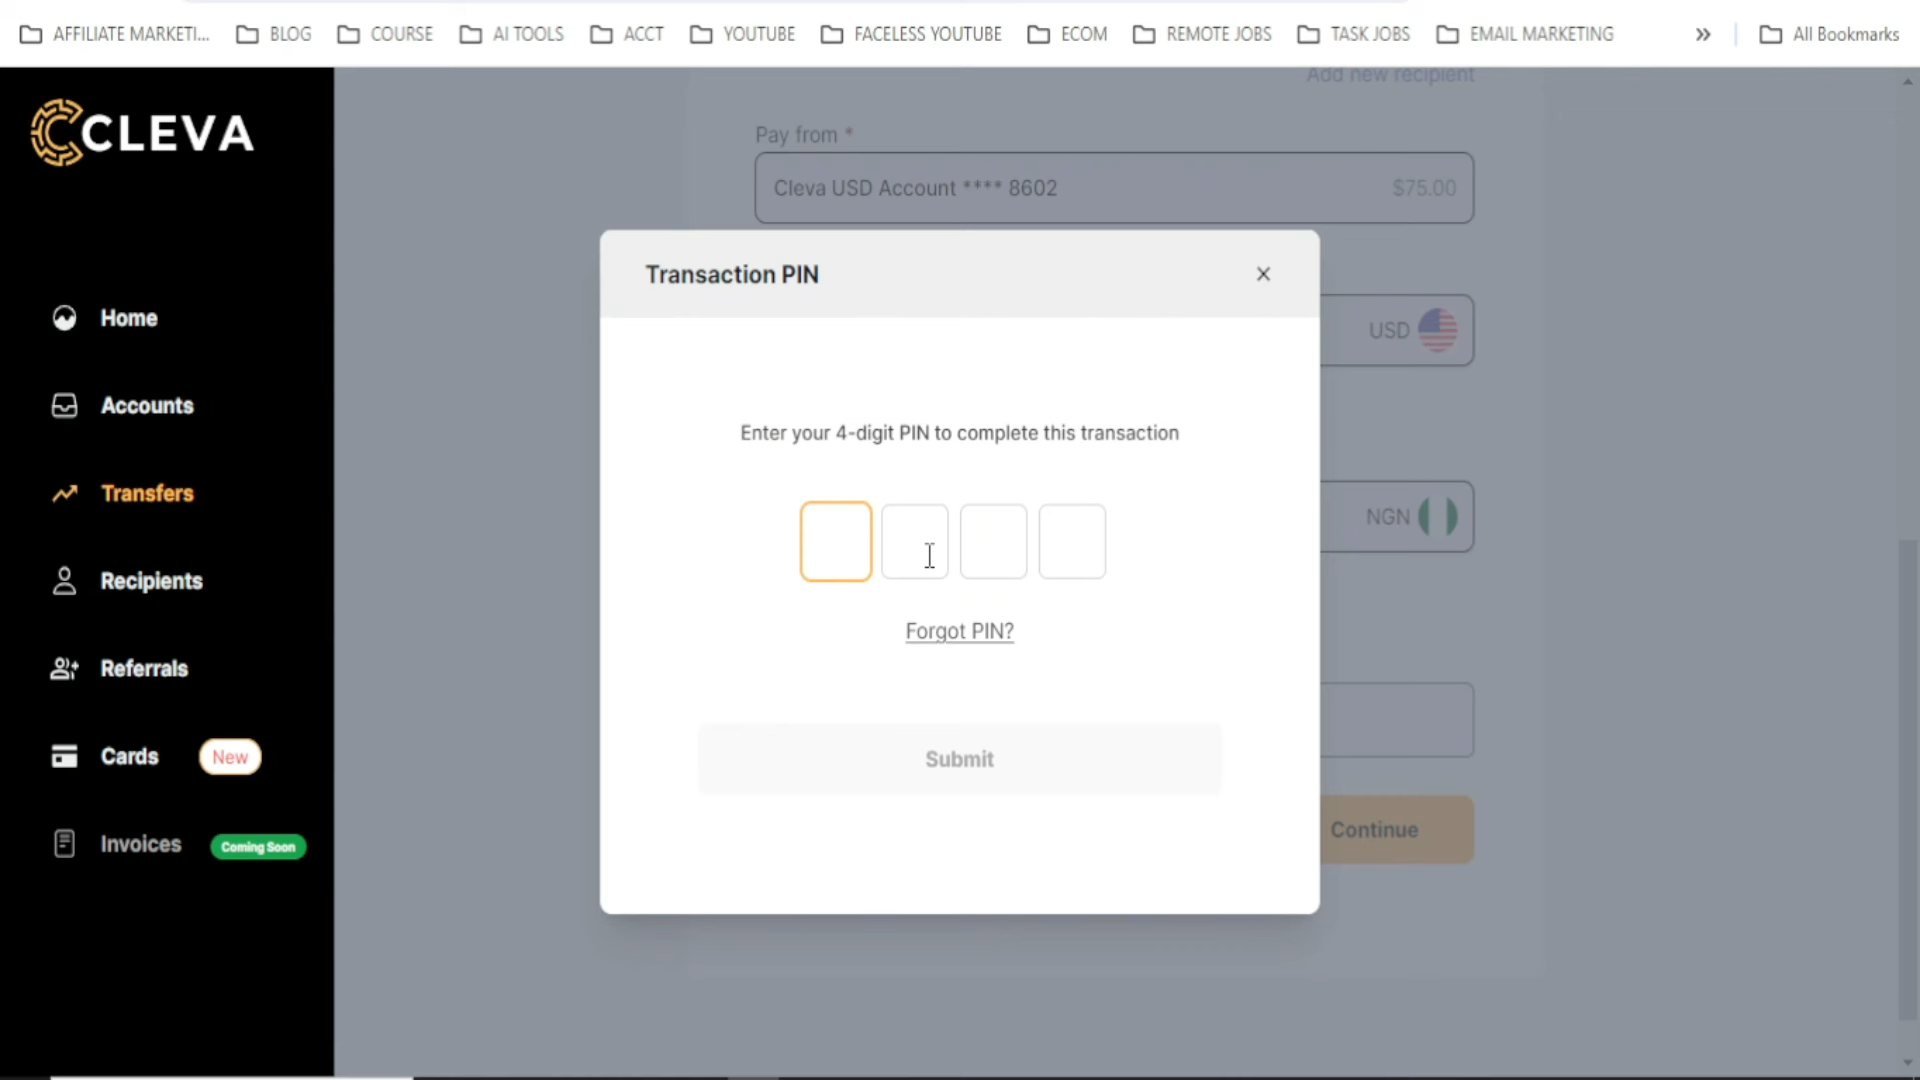 AFFILIATE MARKETI... BLOG COURSE AI TOOLS ACCT YOUTUBE FACELESS YOUTUBE ECOM REMOTE JOBS TASK JOBS EMAIL MARKETING » All Bookmarks
CLEVA
Home
Accounts
Transfers
Recipients
Referrals
Cards New
Invoices Coming Soon
Add new recipient
Pay from *
Cleva USD Account **** 8602 $75.00
USD
NGN
Continue
Transaction PIN
Enter your 4-digit PIN to complete this transaction
Forgot PIN?
Submit